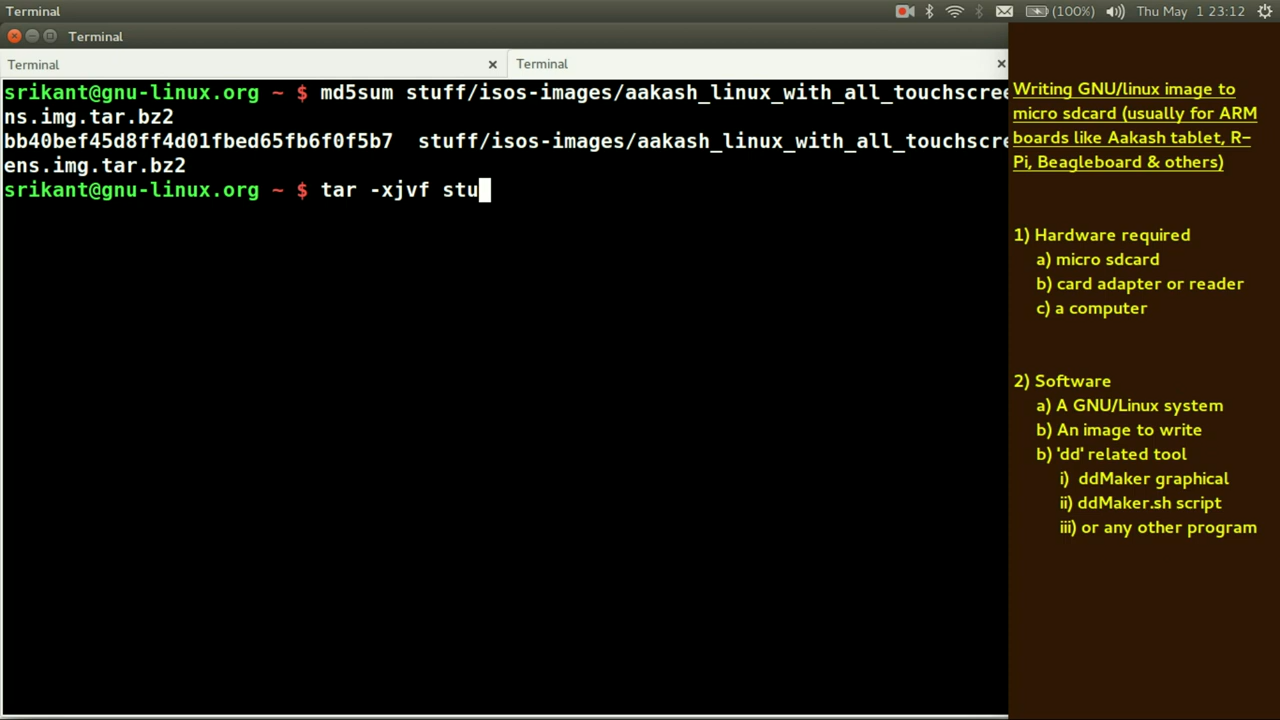 Terminal
(100%)
Thu May 1 23:12
Terminal
Terminal
Terminal
srikant@gnu-linux.org ~ $ md5sum stuff/isos-images/aakash_linux_with_all_touchscree
ns.img.tar.bz2
bb40bef45d8ff4d01fbed65fb6f0f5b7  stuff/isos-images/aakash_linux_with_all_touchscre
ens.img.tar.bz2
srikant@gnu-linux.org ~ $ tar -xjvf stu
Writing GNU/linux image to
micro sdcard (usually for ARM
boards like Aakash tablet, R-
Pi, Beagleboard & others)
1) Hardware required
a) micro sdcard
b) card adapter or reader
c) a computer
2) Software
a) A GNU/Linux system
b) An image to write
b) 'dd' related tool
i) ddMaker graphical
ii) ddMaker.sh script
iii) or any other program